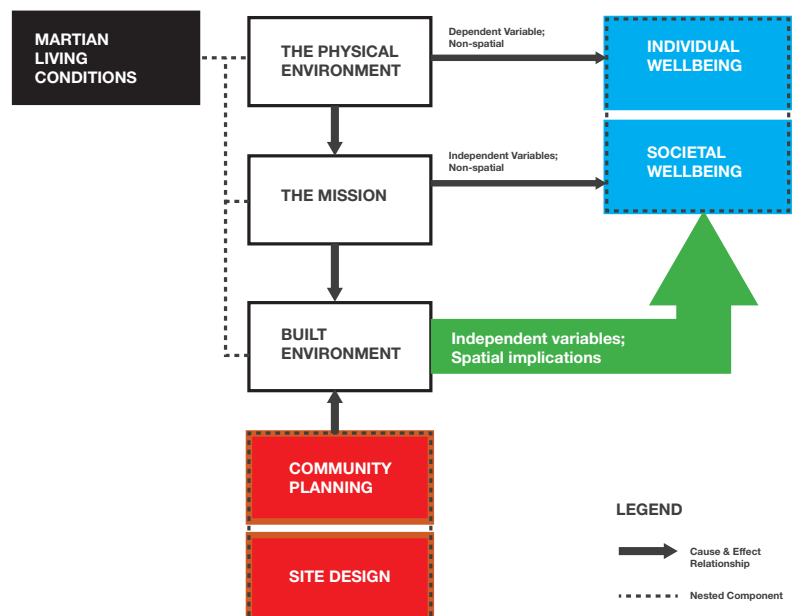 MARTIAN
LIVING
CONDITIONS
THE PHYSICAL
ENVIRONMENT
Dependent Variable;
Non-spatial
INDIVIDUAL
WELLBEING
THE MISSION
Independent Variables;
Non-spatial
SOCIETAL
WELLBEING
BUILT
ENVIRONMENT
Independent variables;
Spatial implications
COMMUNITY
PLANNING
SITE DESIGN
LEGEND
Cause & Effect
Relationship
Nested Component